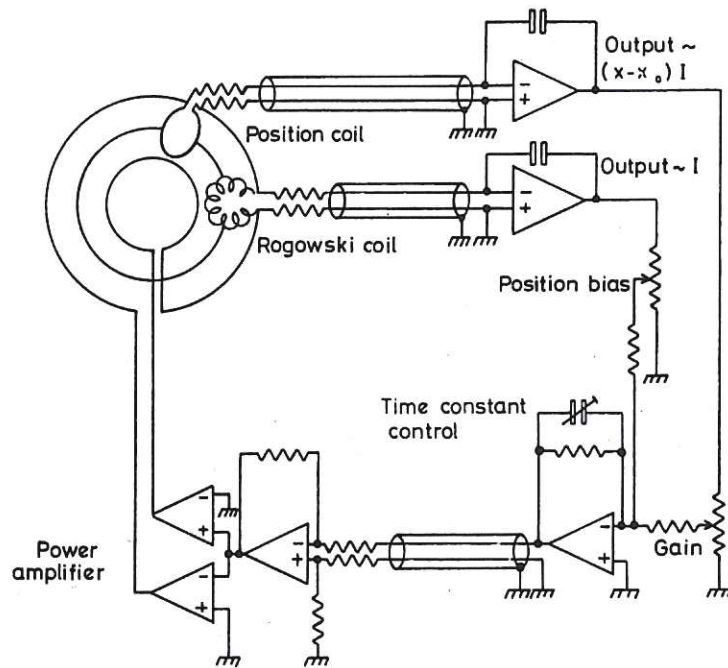 Output ~
(x-x₀) I
Position coil
Output ~ I
Rogowski coil
Position bias
Time constant
control
Gain
Power
amplifier
-
+
-
+
-
+
-
+
-
+
-
+